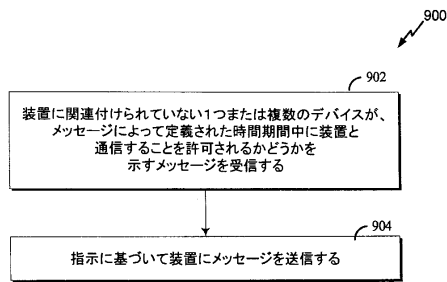 900
902
装置に関連付けられていない1つまたは複数のデバイスが、
メッセージによって定義された時間期間中に装置と
通信することを許可されるかどうかを
示すメッセージを受信する
904
指示に基づいて装置にメッセージを送信する